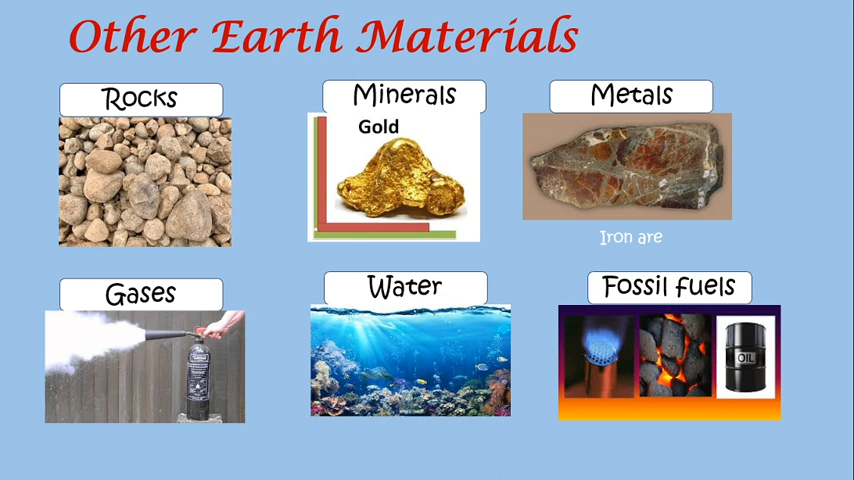 Other Earth Materials
Rocks
Minerals
Metals
Gold
Iron are
Gases
Water
Fossil fuels
OIL